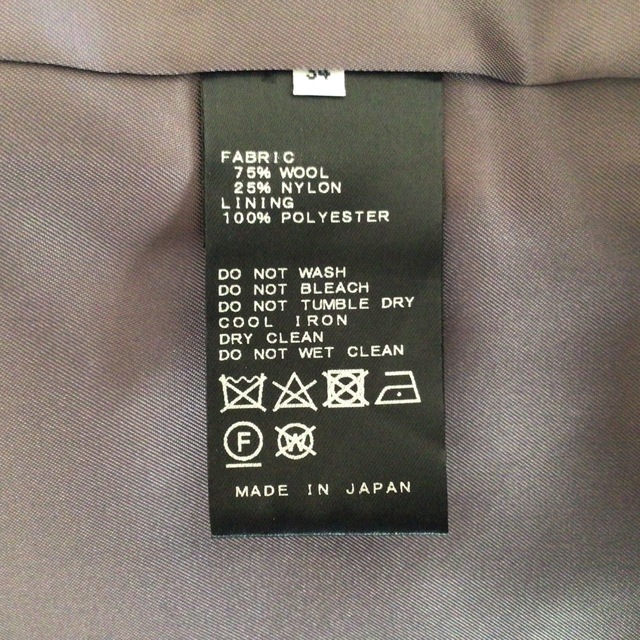 34
FABRIC
75% WOOL
25% NYLON
LINING
100% POLYESTER
DO NOT WASH
DO NOT BLEACH
DO NOT TUMBLE DRY
COOL IRON
DRY CLEAN
DO NOT WET CLEAN
F W
MADE IN JAPAN